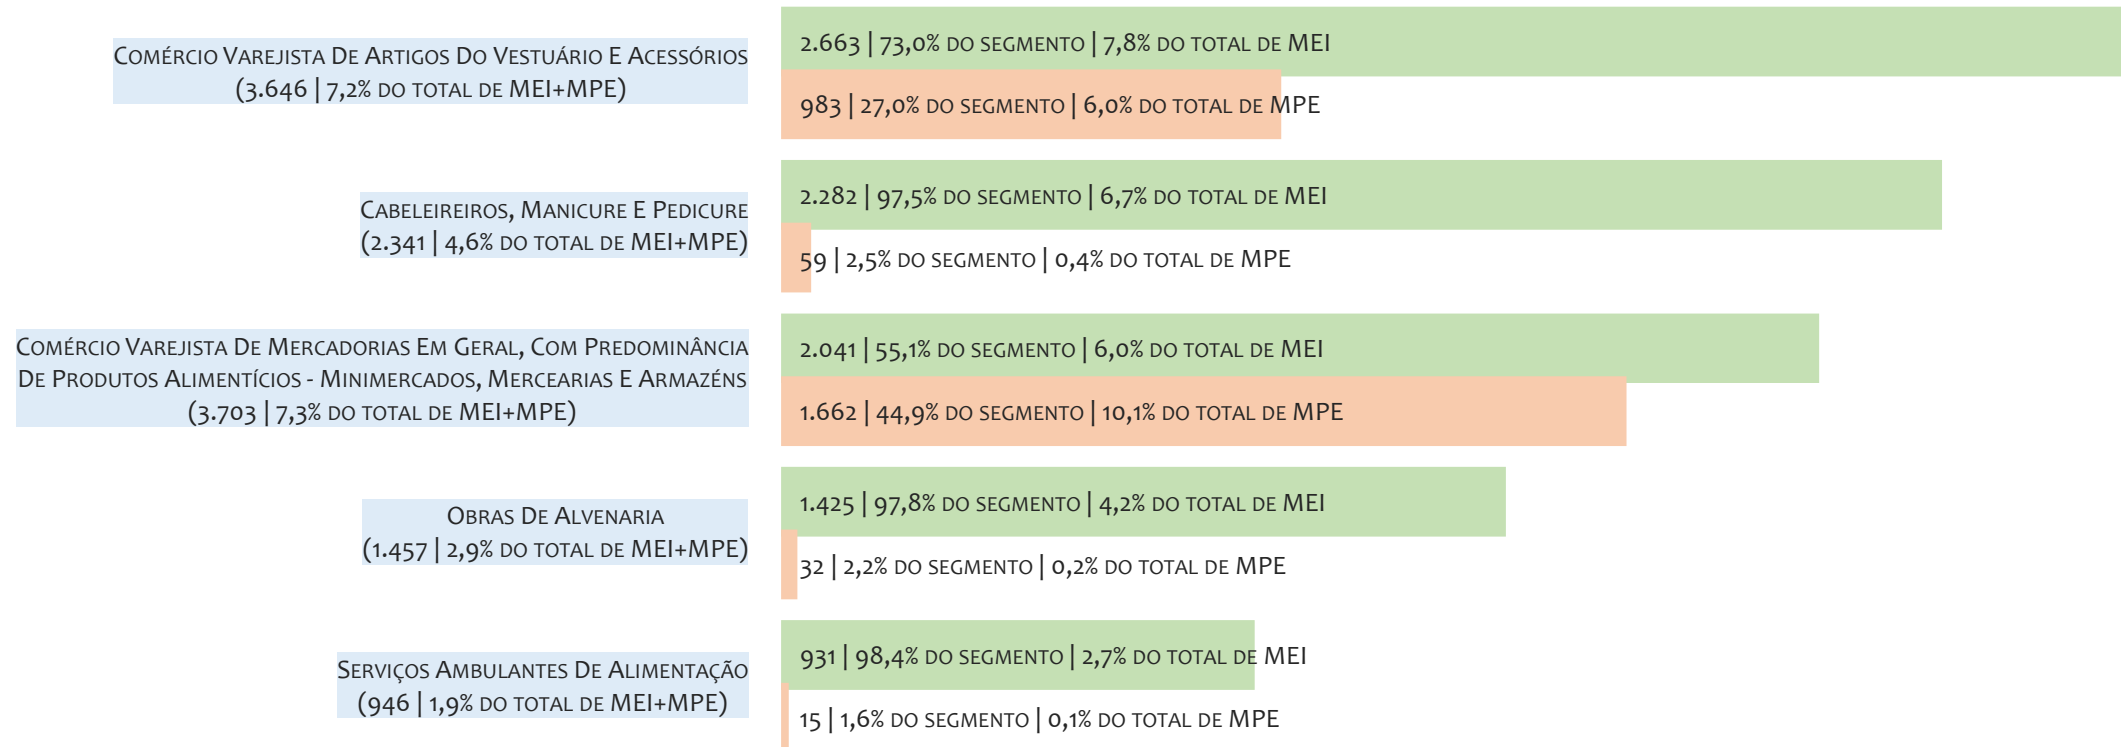 Comércio Varejista De Artigos Do Vestuário E Acessórios
(3.646 | 7,2% do total de MEI+MPE)
2.663 | 73,0% do segmento | 7,8% do total de MEI
983 | 27,0% do segmento | 6,0% do total de MPE
Cabeleireiros, Manicure E Pedicure
(2.341 | 4,6% do total de MEI+MPE)
2.282 | 97,5% do segmento | 6,7% do total de MEI
59 | 2,5% do segmento | 0,4% do total de MPE
Comércio Varejista De Mercadorias Em Geral, Com Predominância
De Produtos Alimentícios - Minimercados, Mercearias E Armazéns
(3.703 | 7,3% do total de MEI+MPE)
2.041 | 55,1% do segmento | 6,0% do total de MEI
1.662 | 44,9% do segmento | 10,1% do total de MPE
Obras De Alvenaria
(1.457 | 2,9% do total de MEI+MPE)
1.425 | 97,8% do segmento | 4,2% do total de MEI
32 | 2,2% do segmento | 0,2% do total de MPE
Serviços Ambulantes De Alimentação
(946 | 1,9% do total de MEI+MPE)
931 | 98,4% do segmento | 2,7% do total de MEI
15 | 1,6% do segmento | 0,1% do total de MPE